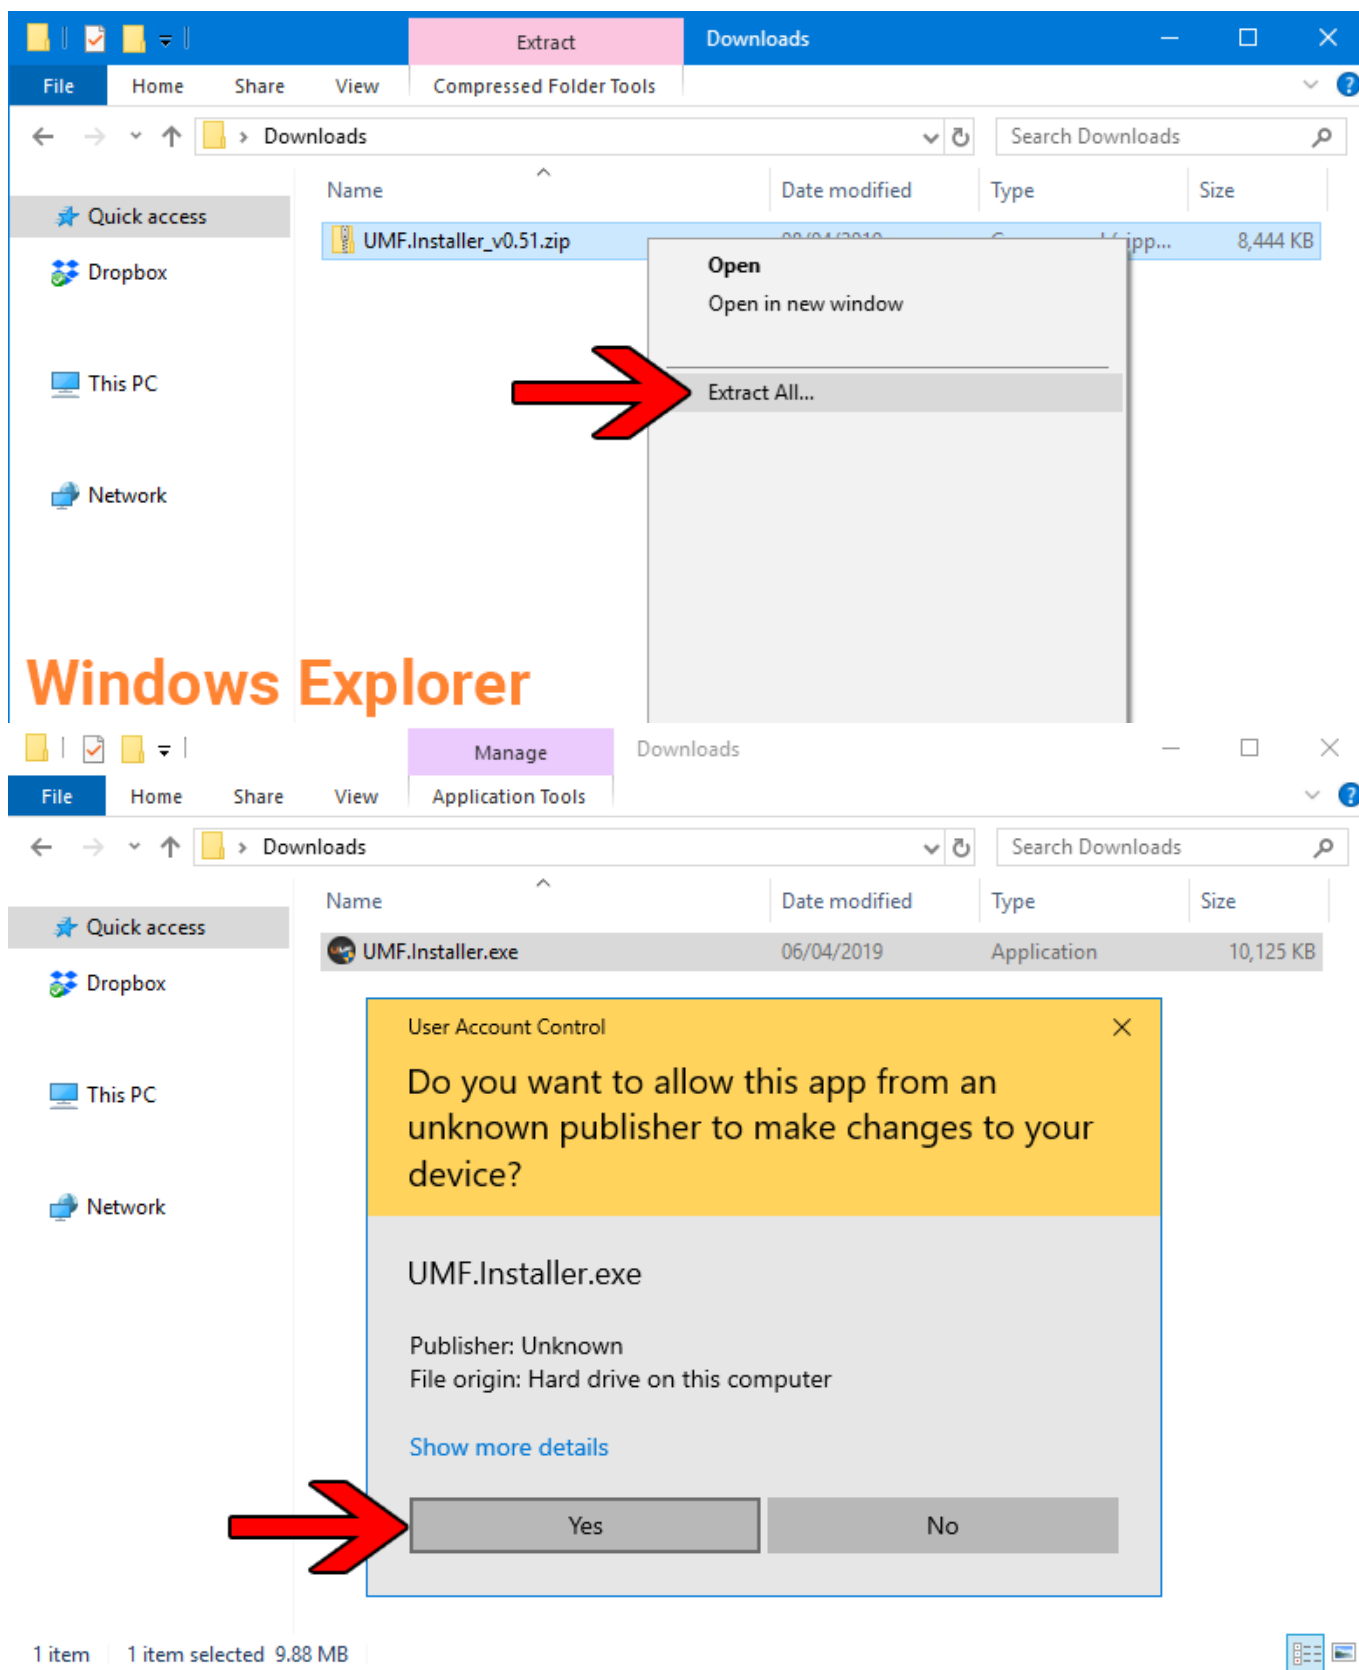 Extract
Downloads
File
Home
Share
View
Compressed Folder Tools
Downloads
Search Downloads
Name
Date modified
Type
Size
Quick access
UMF.Installer_v0.51.zip
8,444 KB
Dropbox
Open
Open in new window
This PC
Extract All...
Network
Windows Explorer
Manage
Downloads
File
Home
Share
View
Application Tools
Downloads
Search Downloads
Name
Date modified
Type
Size
Quick access
UMF.Installer.exe
06/04/2019
Application
10,125 KB
Dropbox
User Account Control
Do you want to allow this app from an
unknown publisher to make changes to your
device?
This PC
Network
UMF.Installer.exe
Publisher: Unknown
File origin: Hard drive on this computer
Show more details
Yes
No
1 item
1 item selected 9.88 MB